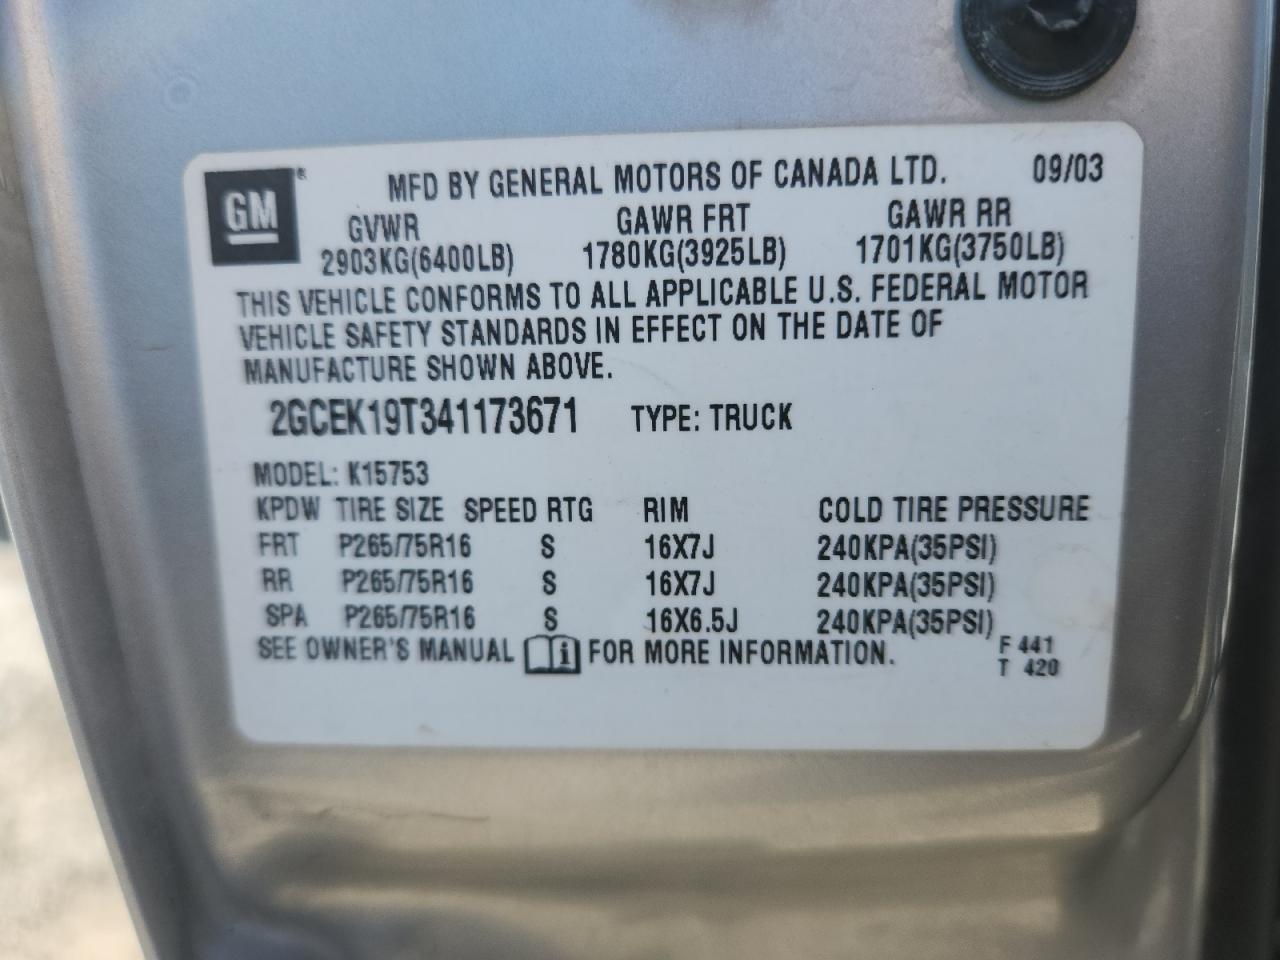 GM® MFD BY GENERAL MOTORS OF CANADA LTD. 09/03
GVWR GAWR FRT GAWR RR
2903KG(6400LB) 1780KG(3925LB) 1701KG(3750LB)
THIS VEHICLE CONFORMS TO ALL APPLICABLE U.S. FEDERAL MOTOR
VEHICLE SAFETY STANDARDS IN EFFECT ON THE DATE OF
MANUFACTURE SHOWN ABOVE.
2GCEK19T341173671 TYPE: TRUCK
MODEL: K15753
KPDW TIRE SIZE SPEED RTG RIM COLD TIRE PRESSURE
FRT P265/75R16 S 16X7J 240KPA(35PSI)
RR P265/75R16 S 16X7J 240KPA(35PSI)
SPA P265/75R16 S 16X6.5J 240KPA(35PSI)
SEE OWNER'S MANUAL i FOR MORE INFORMATION. F 441
T 420